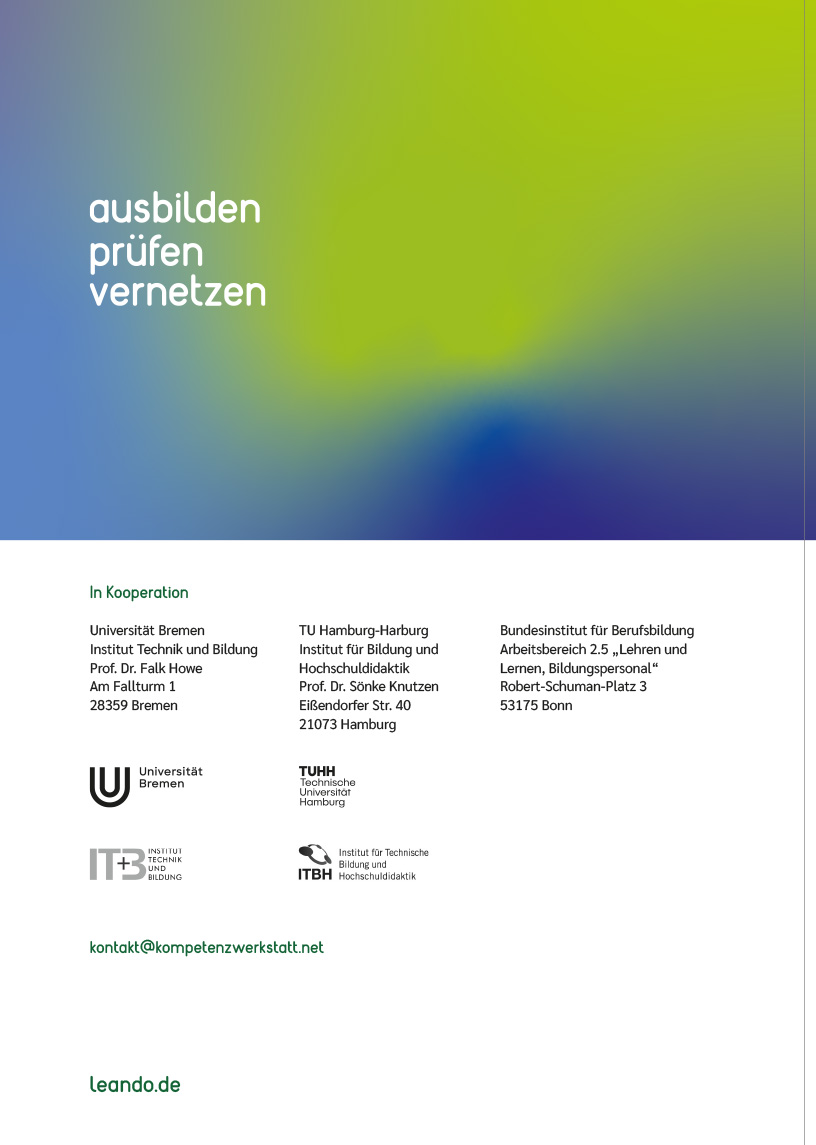 ausbilden
prüfen
vernetzen
In Kooperation
Universität Bremen
Institut Technik und Bildung
Prof. Dr. Falk Howe
Am Fallturm 1
28359 Bremen
TU Hamburg-Harburg
Institut für Bildung und
Hochschuldidaktik
Prof. Dr. Sönke Knutzen
Eißendorfer Str. 40
21073 Hamburg
Bundesinstitut für Berufsbildung
Arbeitsbereich 2.5 „Lehren und
Lernen, Bildungspersonal“
Robert-Schuman-Platz 3
53175 Bonn
Universität
Bremen
TUHH
Technische
Universität
Hamburg
IT+B
INSTITUT
TECHNIK
UND
BILDUNG
ITBH
Institut für Technische
Bildung und
Hochschuldidaktik
kontakt@kompetenzwerkstatt.net
leando.de